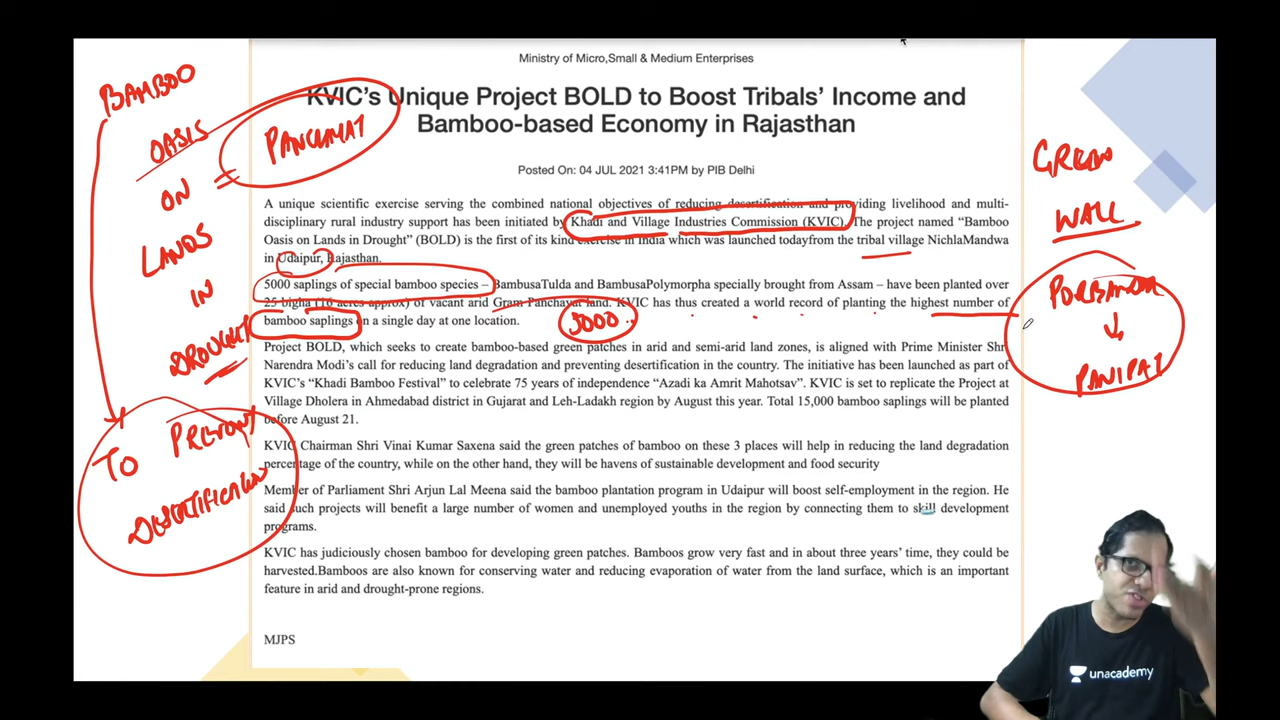 Ministry of Micro,Small & Medium Enterprises
KVIC's Unique Project BOLD to Boost Tribals' Income and
Bamboo-based Economy in Rajasthan
Posted On: 04 JUL 2021 3:41PM by PIB Delhi
A unique scientific exercise serving the combined national objectives of reducing desertification and providing livelihood and multi-
disciplinary rural industry support has been initiated by Khadi and Village Industries Commission (KVIC). The project named "Bamboo
Oasis on Lands in Drought" (BOLD) is the first of its kind exercise in India which was launched todayfrom the tribal village NichlaMandwa
in Udaipur, Rajasthan.
5000 saplings of special bamboo species – BambusaTulda and BambusaPolymorpha specially brought from Assam – have been planted over
25 bigha (16 acres approx) of vacant arid Gram Panchayat land. KVIC has thus created a world record of planting the highest number of
bamboo saplings on a single day at one location.
Project BOLD, which seeks to create bamboo-based green patches in arid and semi-arid land zones, is aligned with Prime Minister Shri
Narendra Modi's call for reducing land degradation and preventing desertification in the country. The initiative has been launched as part of
KVIC's "Khadi Bamboo Festival" to celebrate 75 years of independence "Azadi ka Amrit Mahotsav". KVIC is set to replicate the Project at
Village Dholera in Ahmedabad district in Gujarat and Leh-Ladakh region by August this year. Total 15,000 bamboo saplings will be planted
before August 21.
KVIC Chairman Shri Vinai Kumar Saxena said the green patches of bamboo on these 3 places will help in reducing the land degradation
percentage of the country, while on the other hand, they will be havens of sustainable development and food security
Member of Parliament Shri Arjun Lal Meena said the bamboo plantation program in Udaipur will boost self-employment in the region. He
said such projects will benefit a large number of women and unemployed youths in the region by connecting them to skill development
programs.
KVIC has judiciously chosen bamboo for developing green patches. Bamboos grow very fast and in about three years' time, they could be
harvested.Bamboos are also known for conserving water and reducing evaporation of water from the land surface, which is an important
feature in arid and drought-prone regions.
MJPS
BAMBOO
OASIS
ON =
LANDS
IN
DROUGHT
TO PREVENT
DESERTIFICATION
5000
GREEN
WALL
PORBANDAR
↓
PANIPAT
unacademy